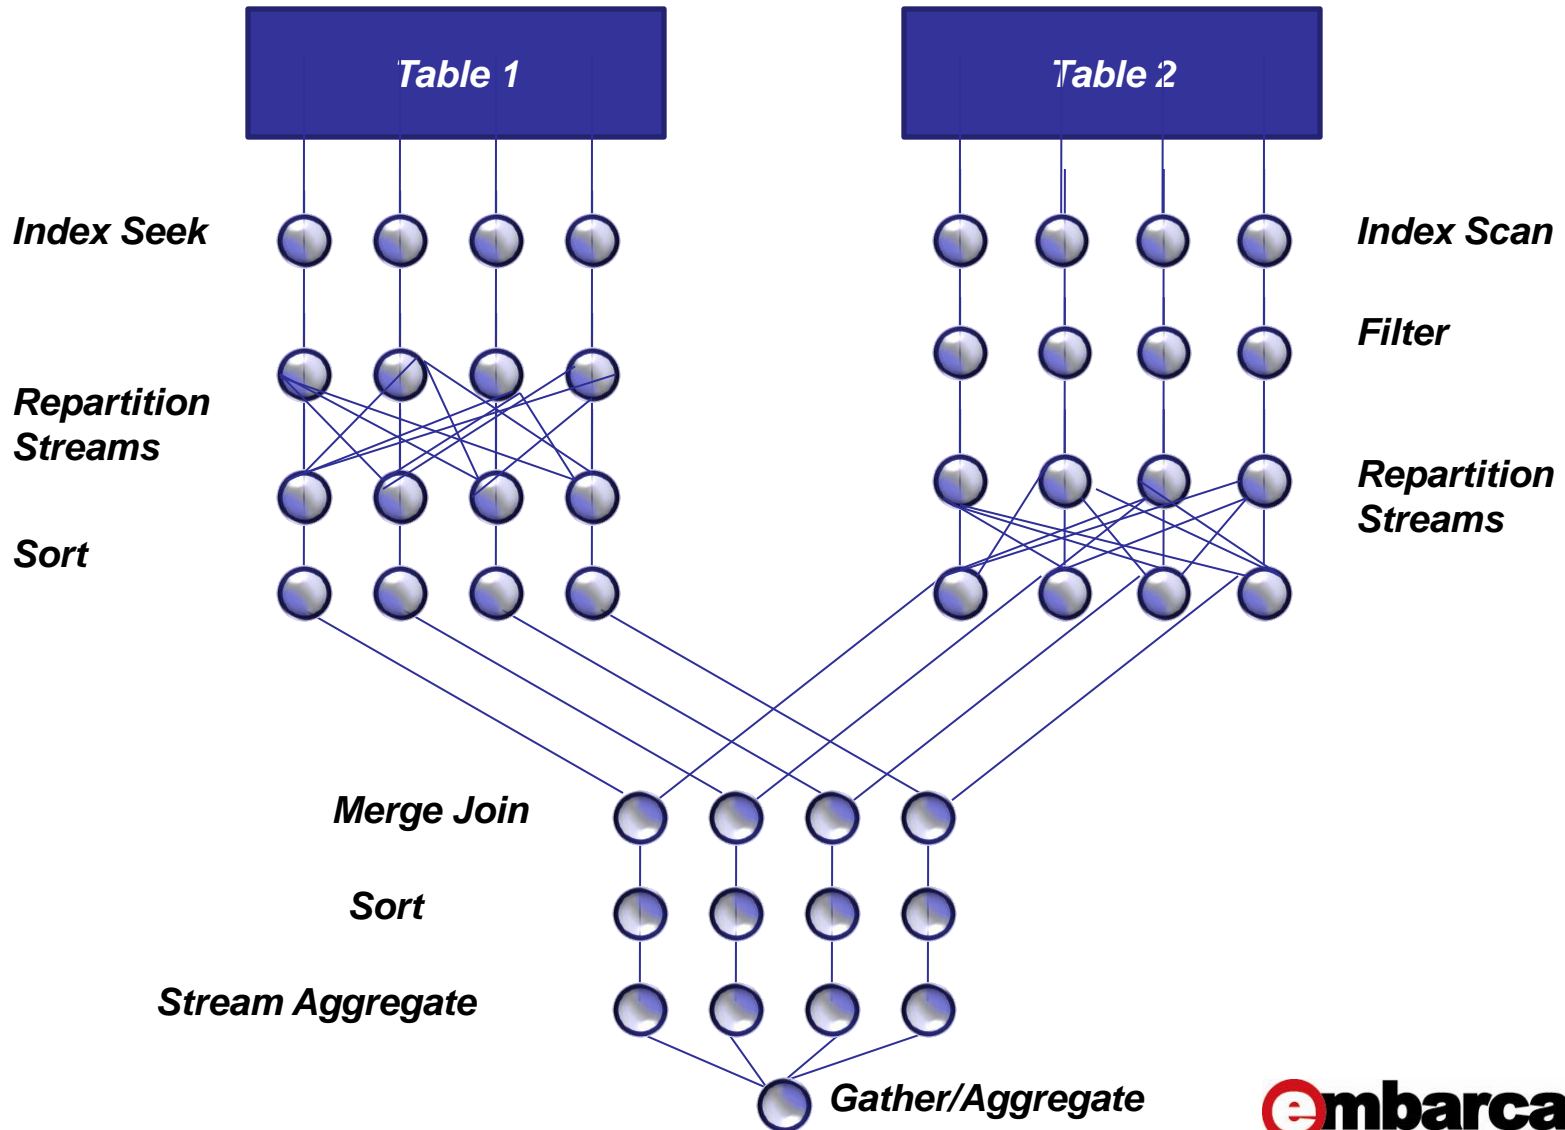 Table 1
Table 2
Index Seek
Index Scan
Filter
Repartition
Streams
Repartition
Streams
Sort
Merge Join
Sort
Stream Aggregate
Gather/Aggregate
embarca